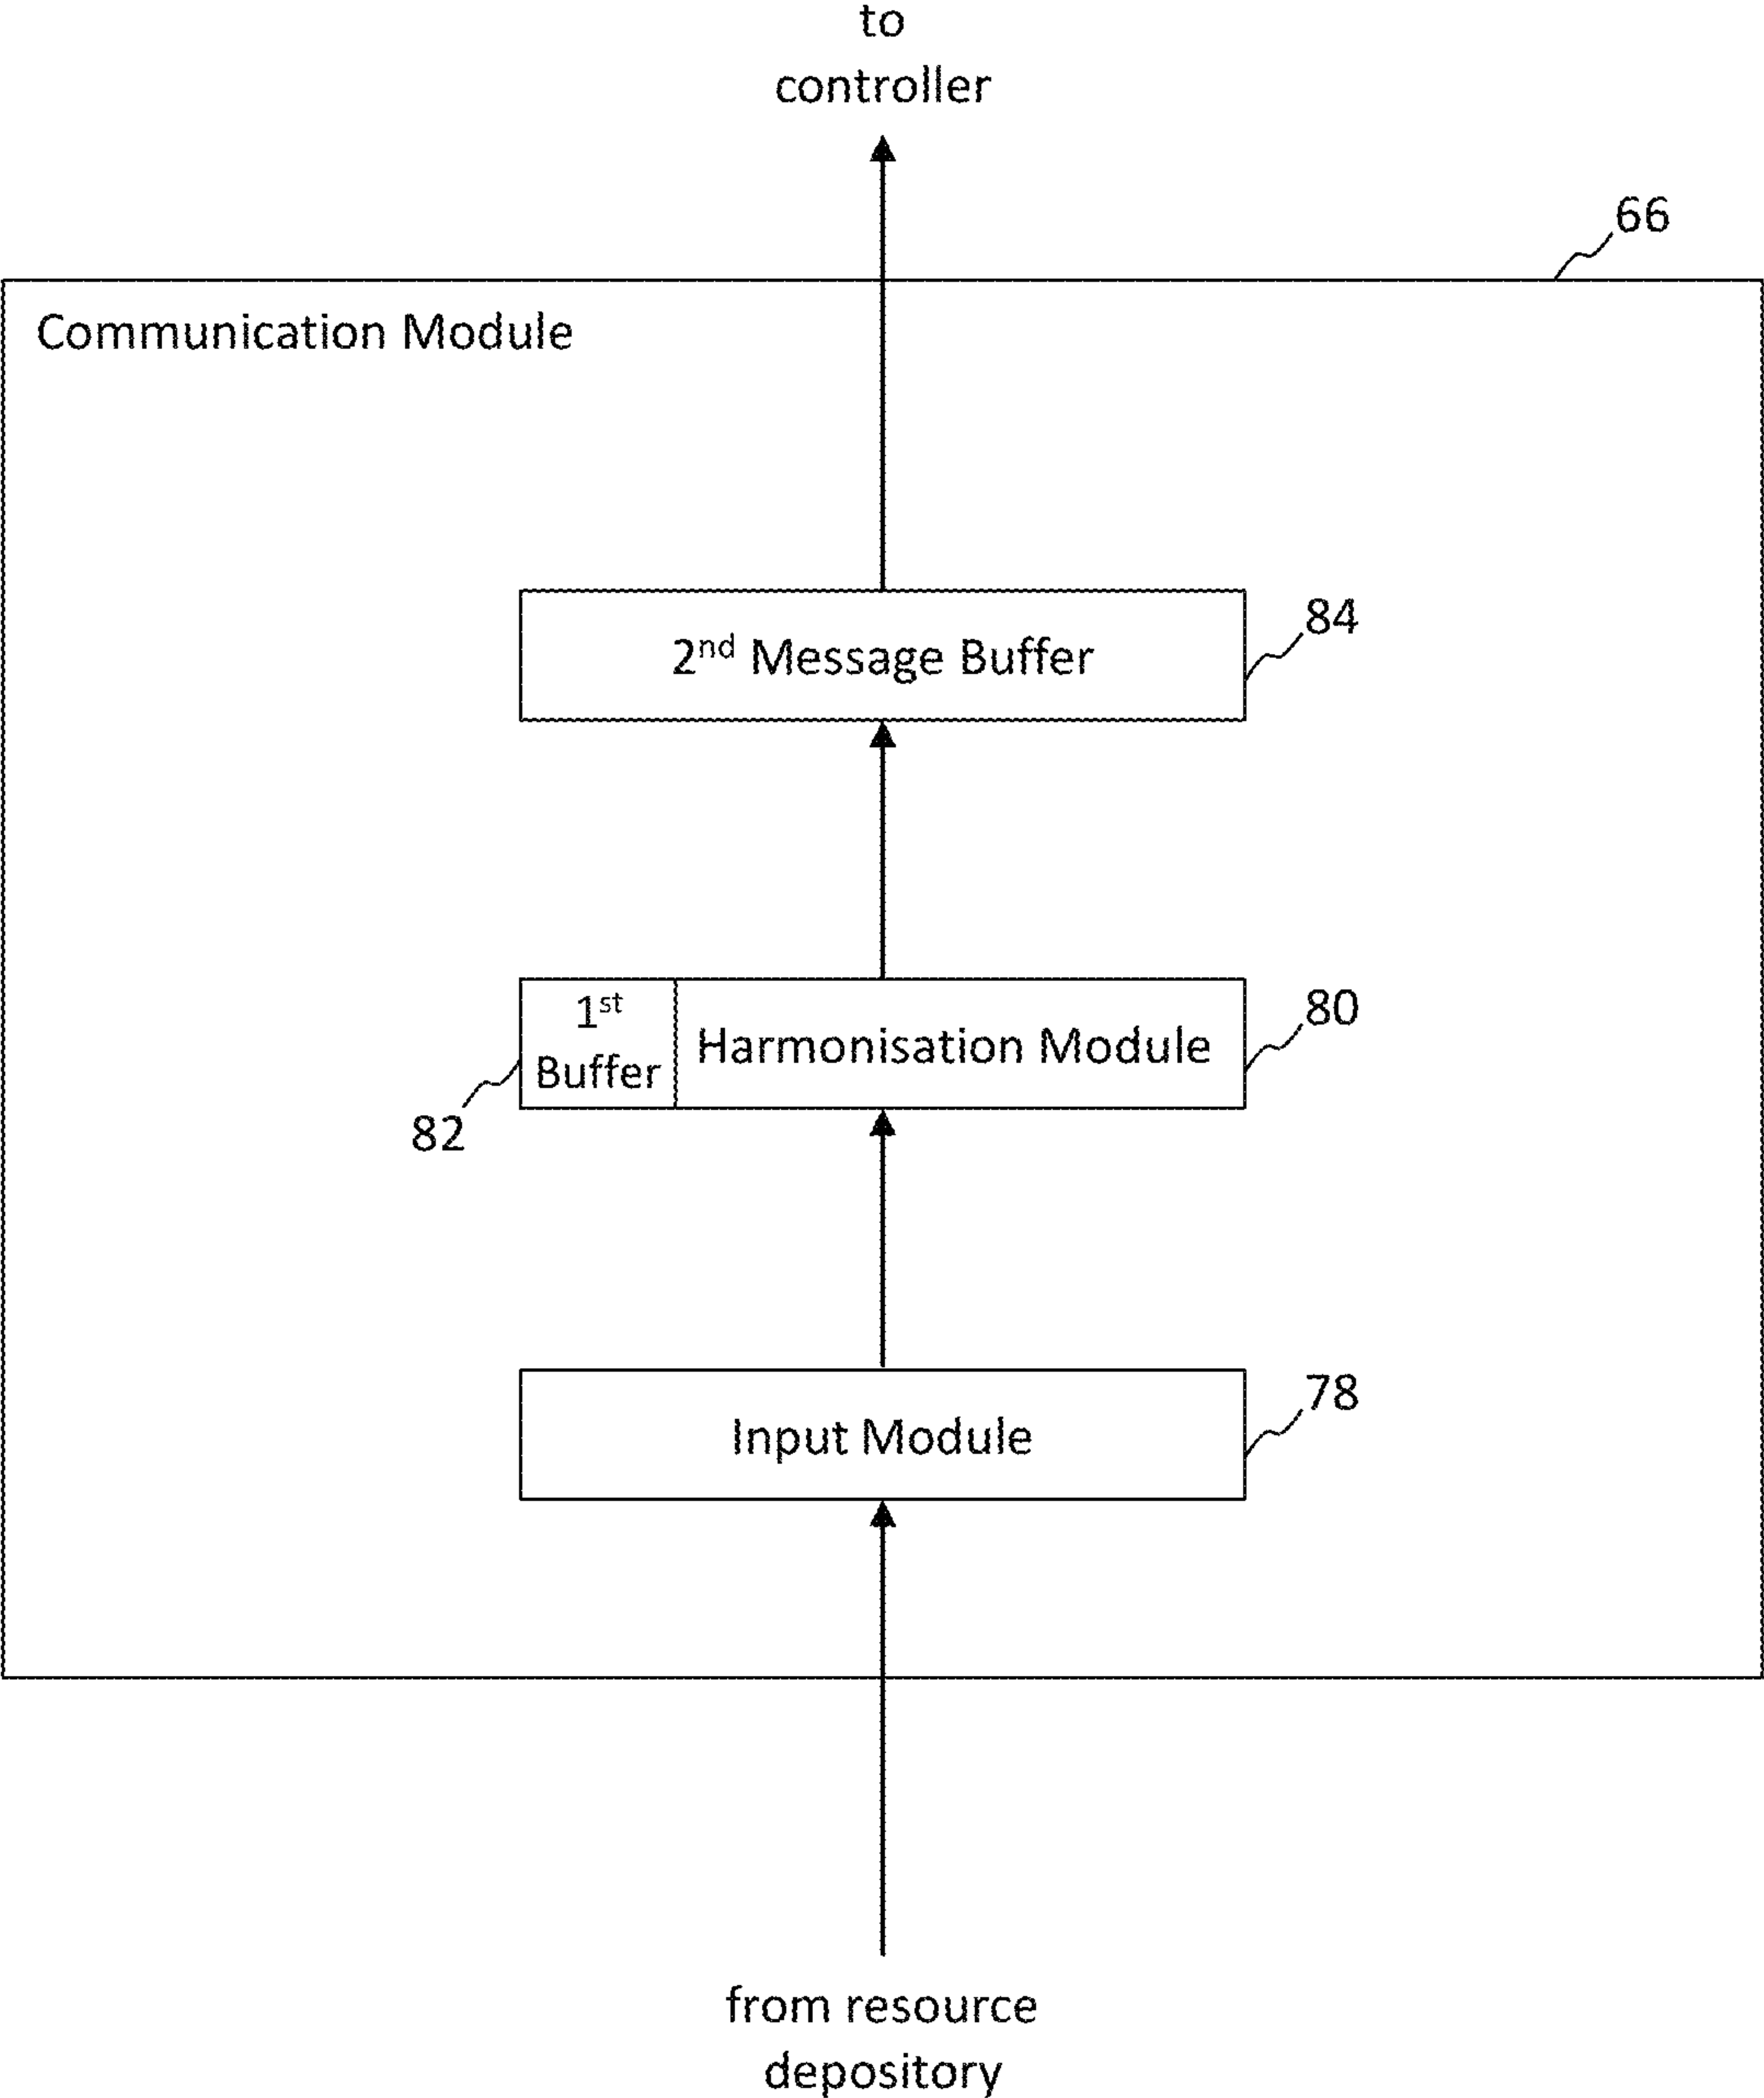 to
controller
66
Communication Module
84
2nd Message Buffer
80
1st
Buffer
Harmonisation Module
82
78
Input Module
from resource
depository